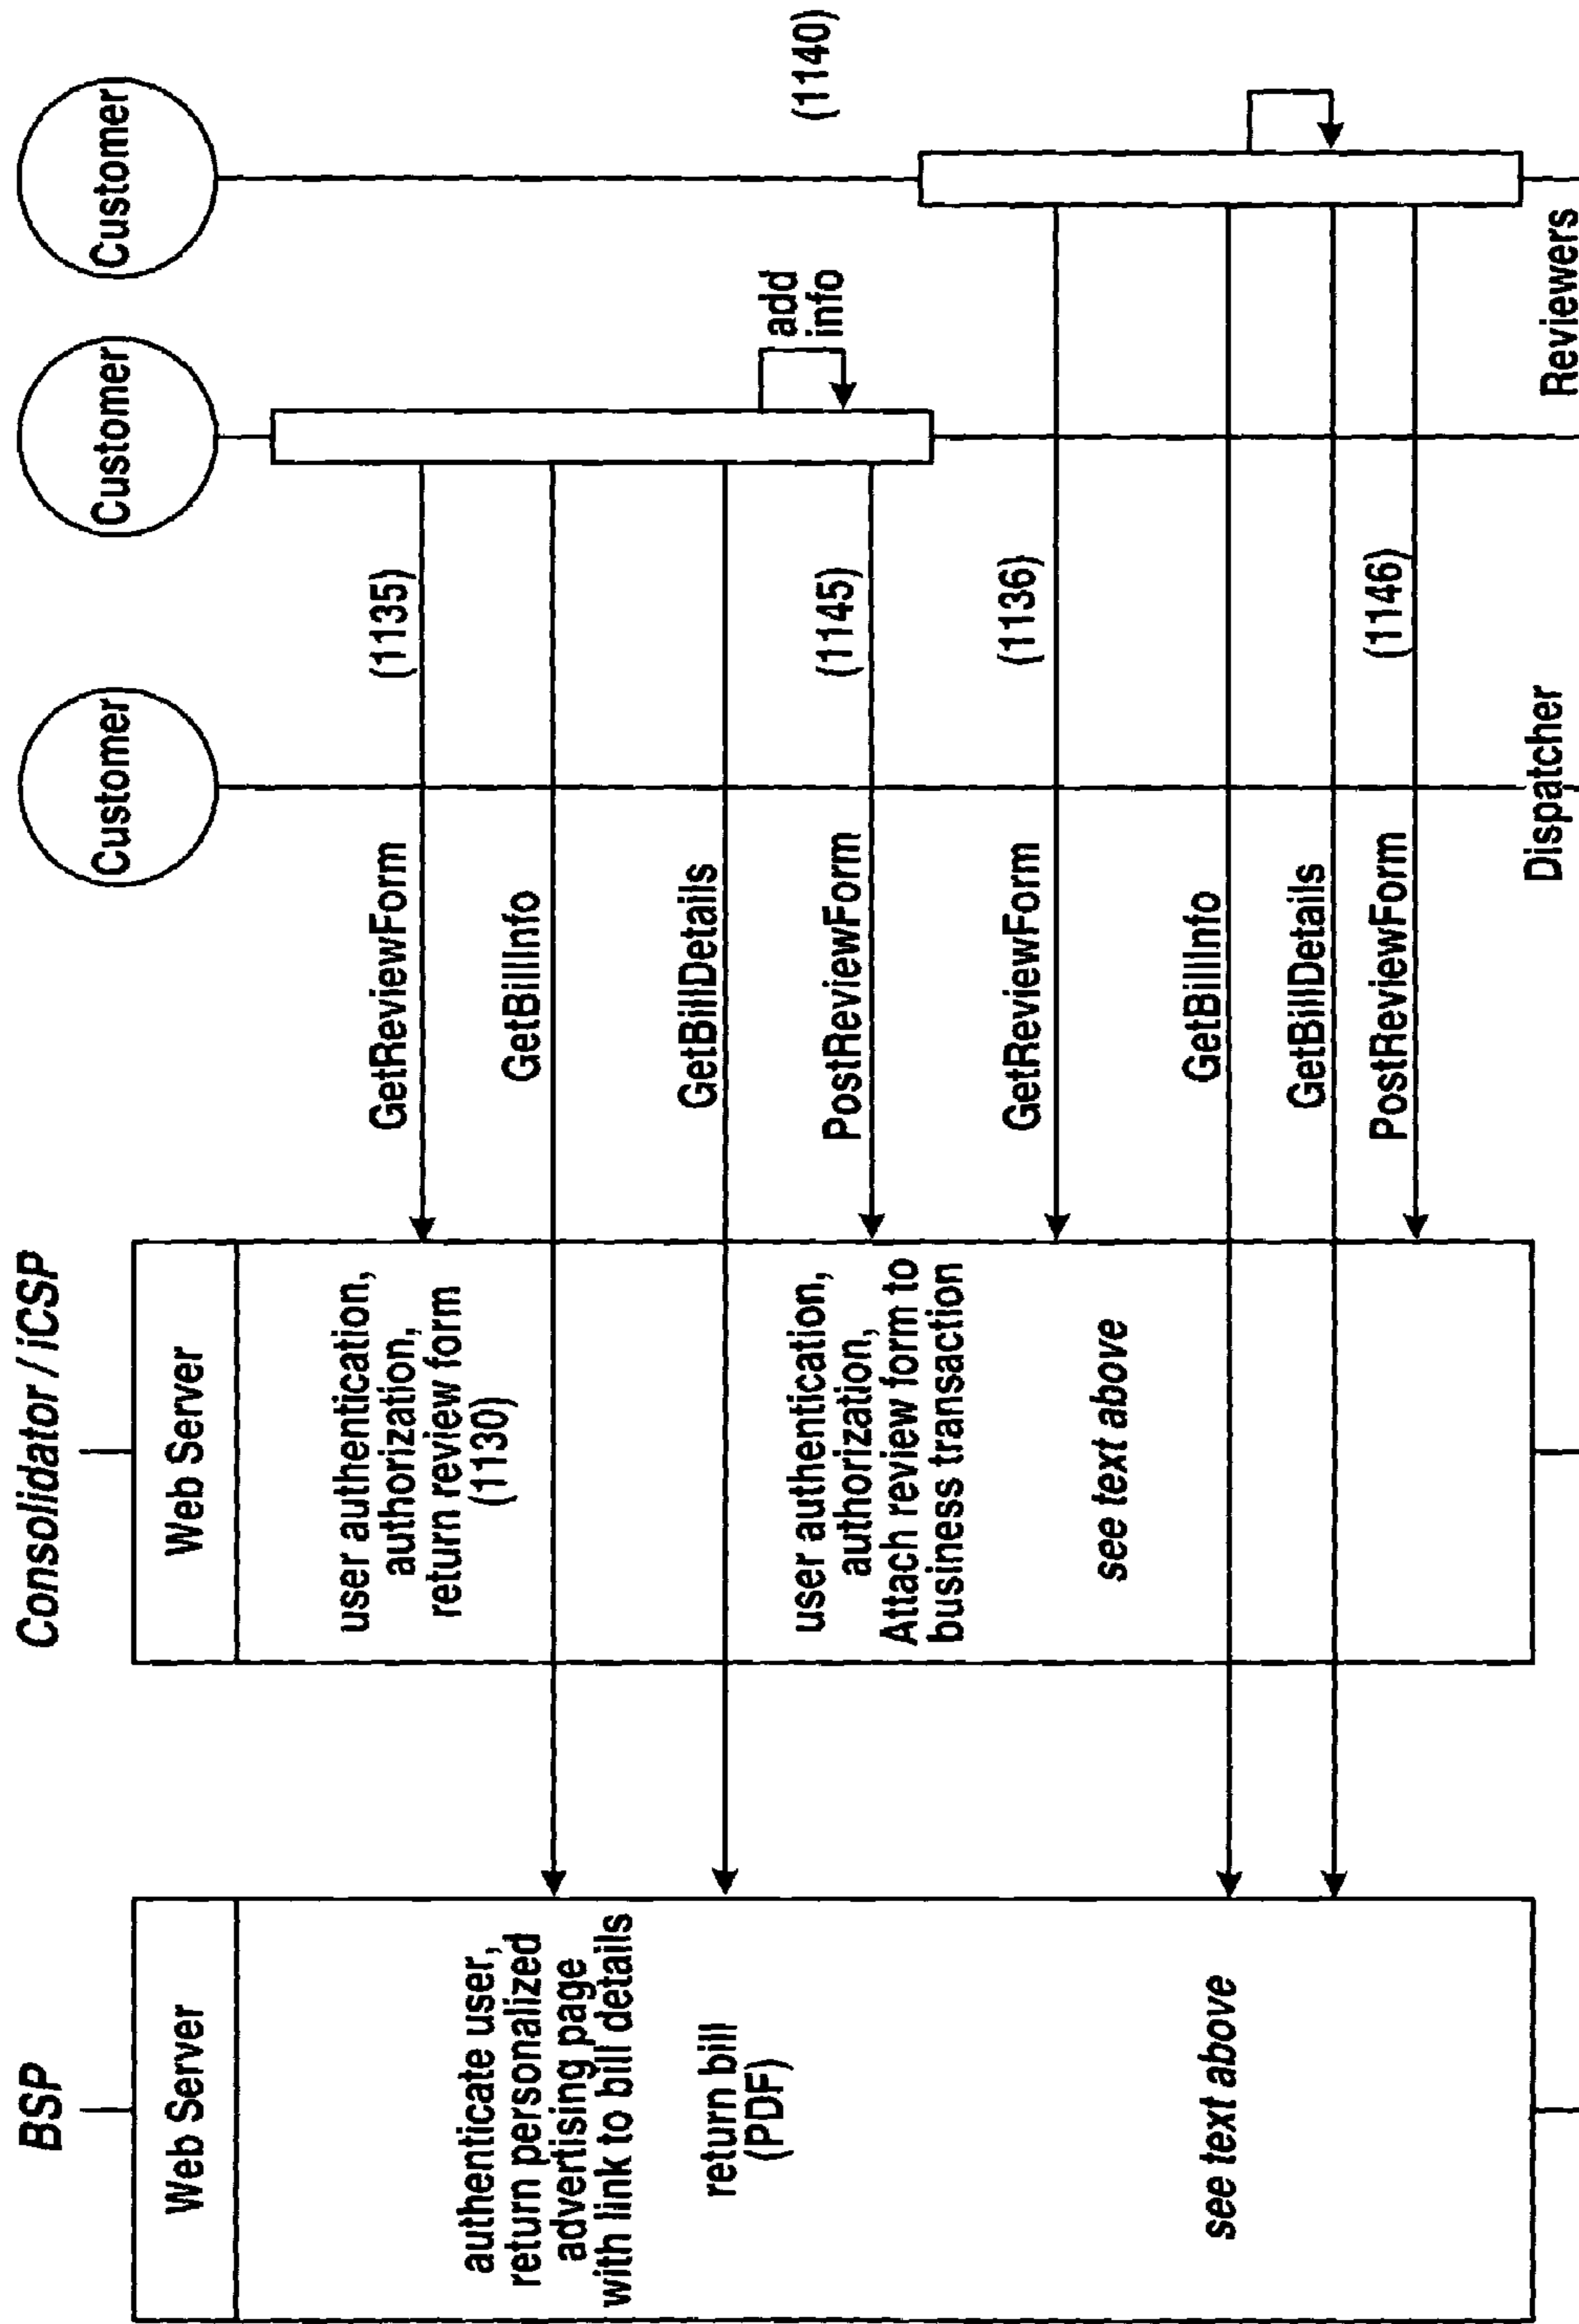 BSP
Consolidator / iCSP
Web Server
Web Server
Customer
Customer
Customer
user authentication,
authorization,
return review form
(1130)
GetReviewForm
(1135)
authenticate user,
return personalized
advertising page
with link to bill details
GetBillInfo
return bill
(PDF)
GetBillDetails
add
info
user authentication,
authorization,
Attach review form to
business transaction
PostReviewForm
(1145)
(1140)
see text above
GetReviewForm
(1136)
see text above
GetBillInfo
GetBillDetails
PostReviewForm
(1146)
Dispatcher
Reviewers